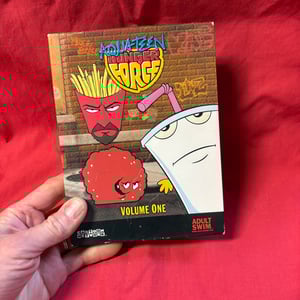 AQUA TEEN
HUNGER
FORCE
VOLUME ONE
ADULT
SWIM